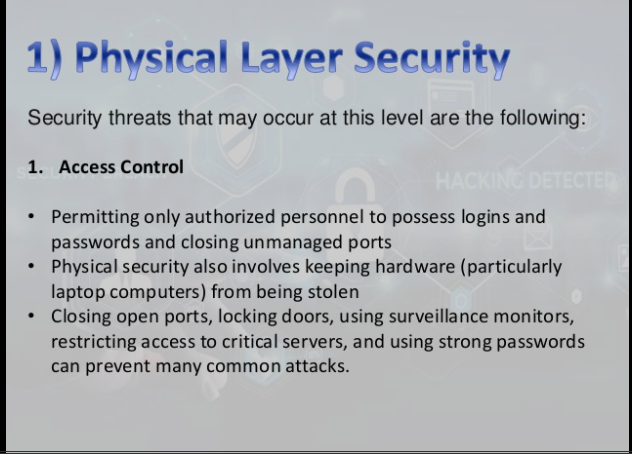 1) Physical Layer Security
Security threats that may occur at this level are the following:
1. Access Control
HACKING DETECTED
• Permitting only authorized personnel to possess logins and
passwords and closing unmanaged ports
• Physical security also involves keeping hardware (particularly
laptop computers) from being stolen
• Closing open ports, locking doors, using surveillance monitors,
restricting access to critical servers, and using strong passwords
can prevent many common attacks.